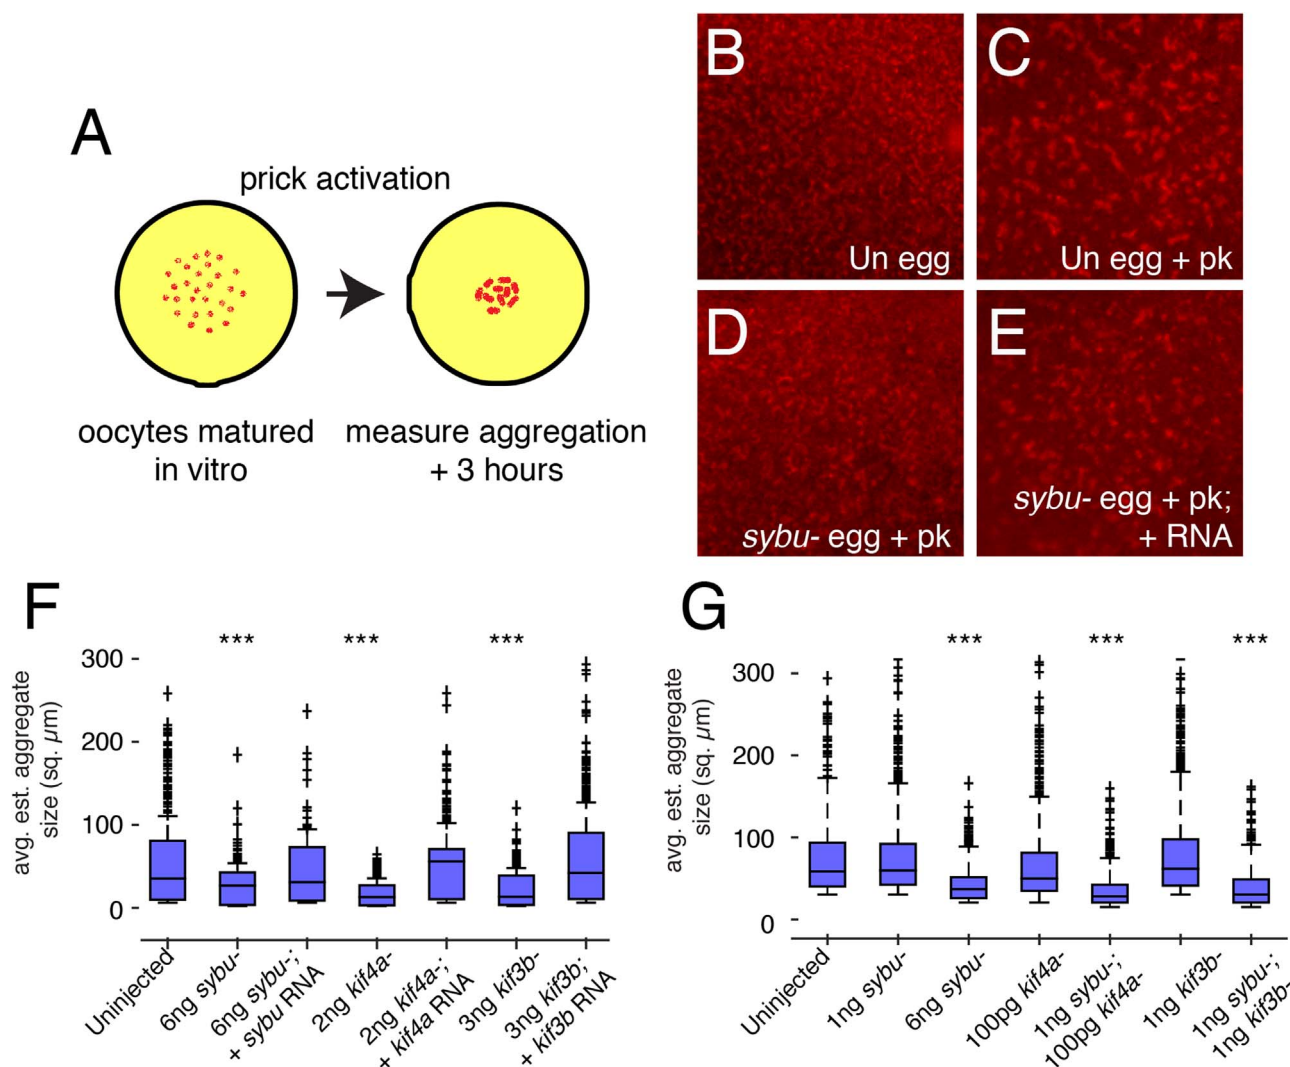 A
prick activation
oocytes matured
in vitro
measure aggregation
+ 3 hours
B
Un egg
C
Un egg + pk
D
sybu- egg + pk
E
sybu- egg + pk;
+ RNA
F
avg. est. aggregate
size (sq. µm)
300
200
100
0
***
***
***
Uninjected
6ng sybu-
6ng sybu-;
+ sybu RNA
2ng kif4a-
2ng kif4a-;
+ kif4a RNA
3ng kif3b-
3ng kif3b;
+ kif3b RNA
G
avg. est. aggregate
size (sq. µm)
300
200
100
0
***
***
***
Uninjected
1ng sybu-
6ng sybu-
100pg kif4a-
1ng sybu-;
100pg kif4a-
1ng kif3b-
1ng sybu-;
1ng kif3b-